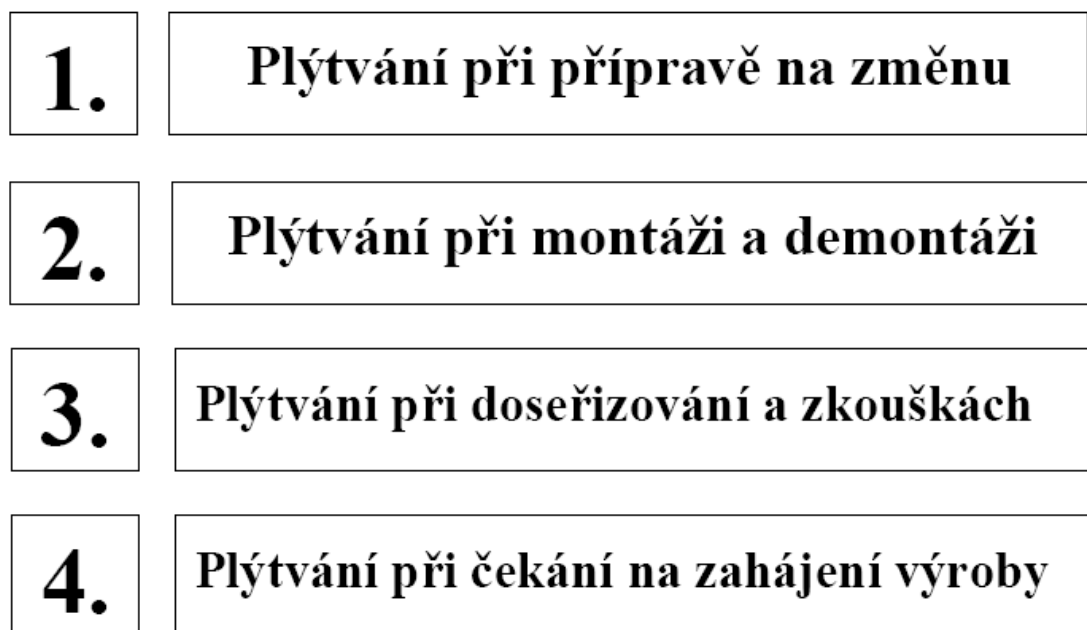 1. Plýtvání při přípravě na změnu
2. Plýtvání při montáži a demontáži
3. Plýtvání při doseřizování a zkouškách
4. Plýtvání při čekání na zahájení výroby